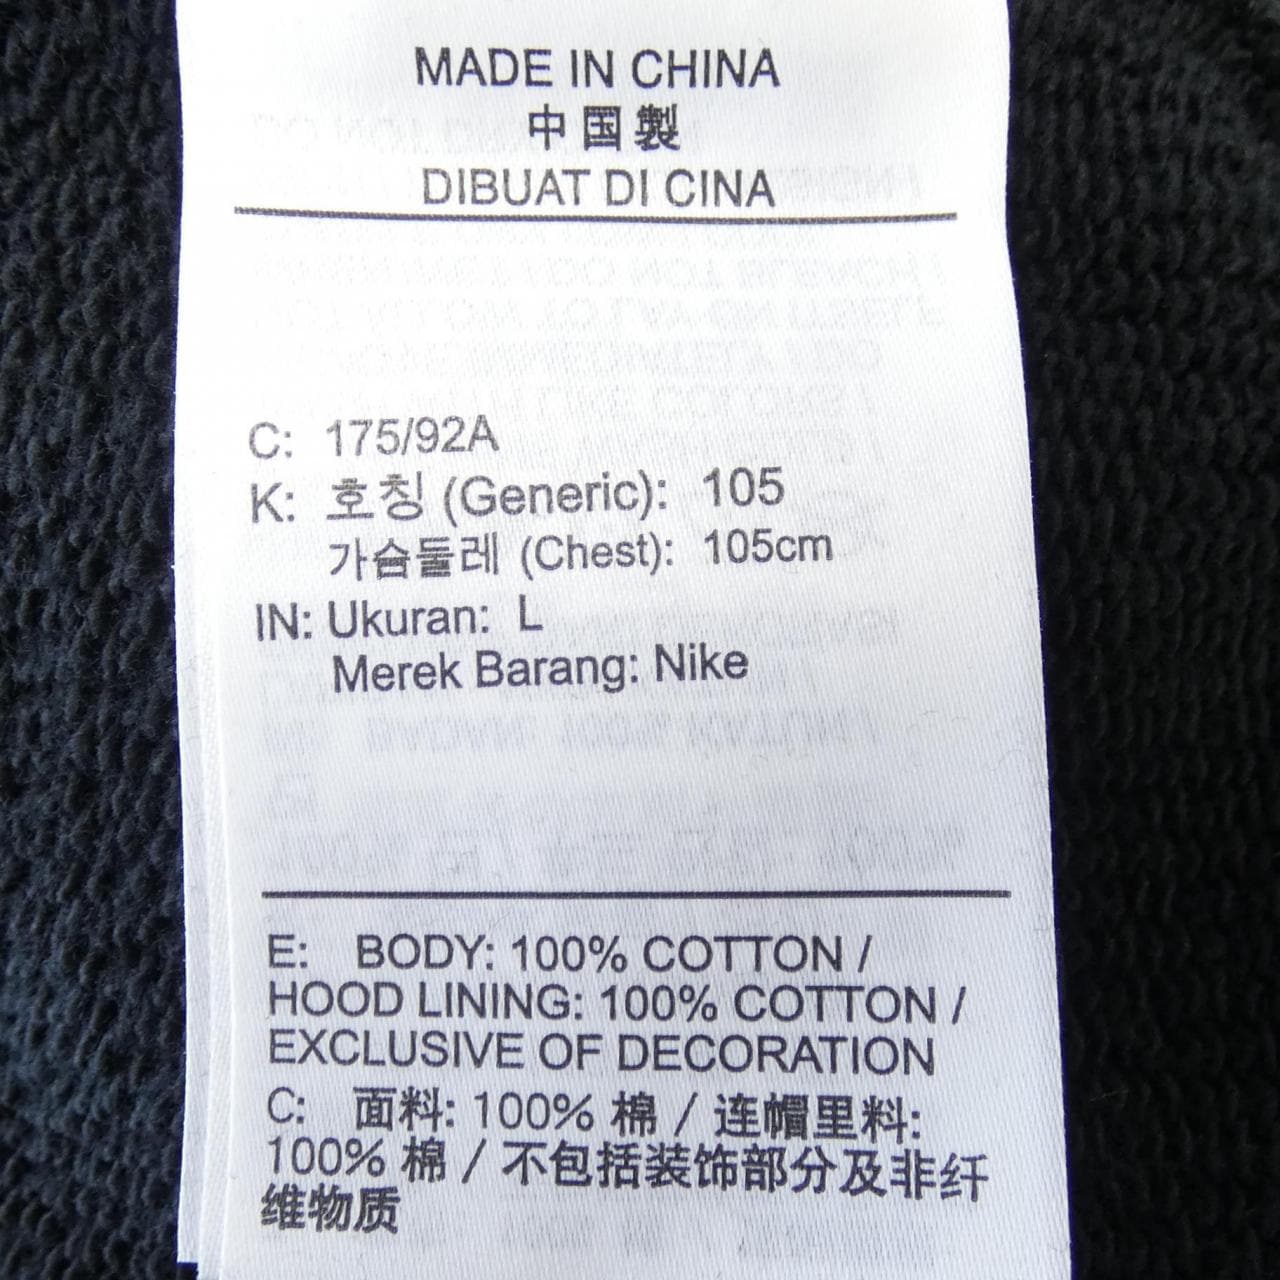 MADE IN CHINA
中国製
DIBUAT DI CINA
C: 175/92A
K: 호칭 (Generic): 105
가슴둘레 (Chest): 105cm
IN: Ukuran: L
Merek Barang: Nike
E: BODY: 100% COTTON /
HOOD LINING: 100% COTTON /
EXCLUSIVE OF DECORATION
C: 面料: 100% 棉 / 连帽里料:
100% 棉 / 不包括装饰部分及非纤
维物质